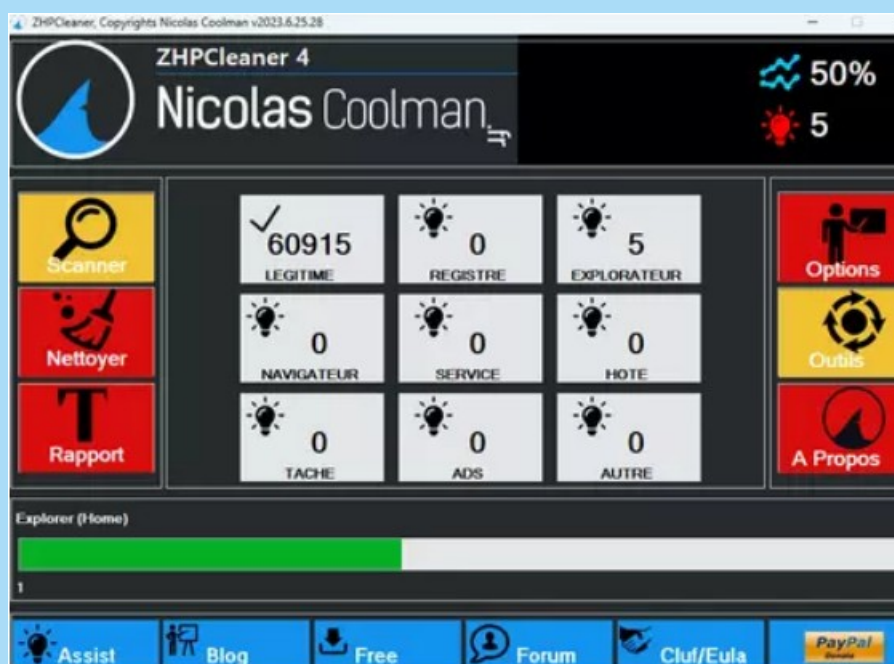 ZHPCleaner, Copyrights Nicolas Coolman v2023.6.25.28
ZHPCleaner 4
Nicolas Coolman.fr
50%
5
Scanner
Nettoyer
Rapport
60915
LEGITIME
0
REGISTRE
5
EXPLORATEUR
0
NAVIGATEUR
0
SERVICE
0
HOTE
0
TACHE
0
ADS
0
AUTRE
Options
Outils
A Propos
Explorer (Home)
1
Assist
Blog
Free
Forum
Cluf/Eula
PayPal
Donate